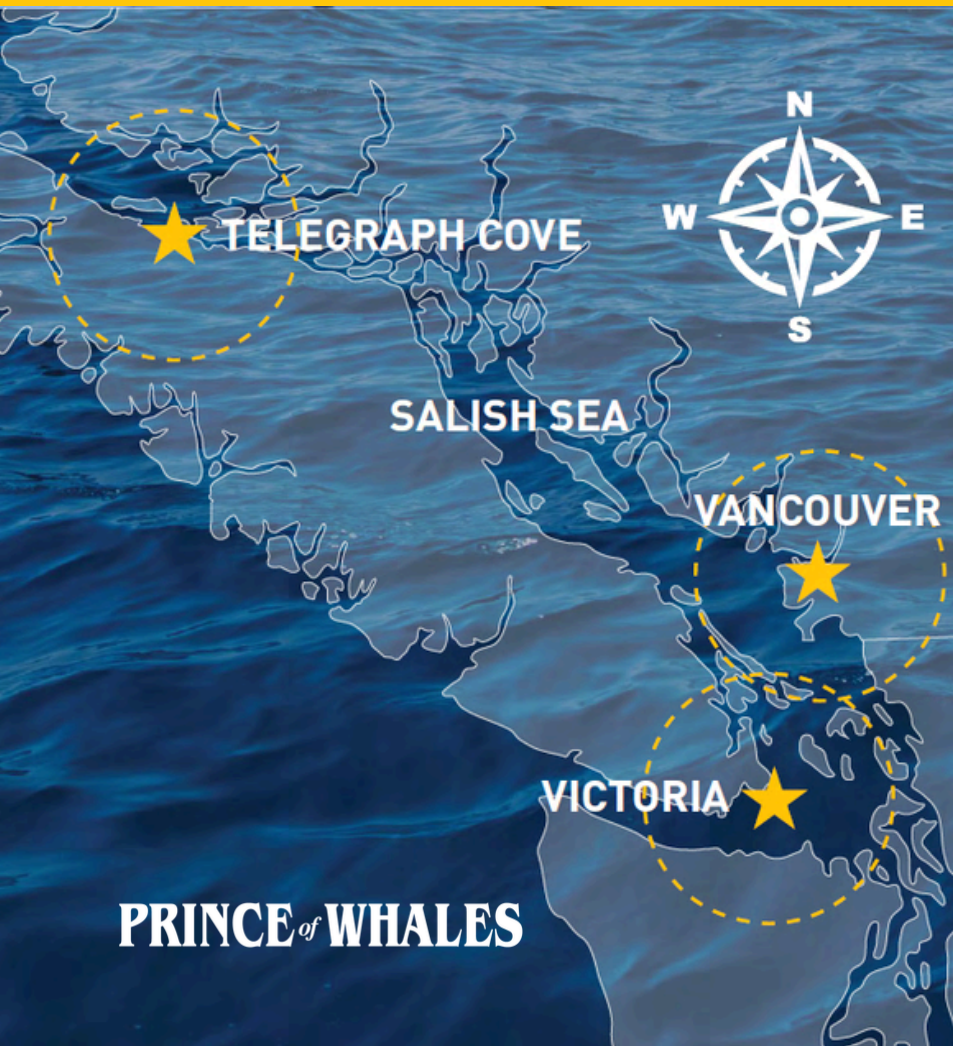 N
W E
TELEGRAPH COVE
S
SALISH SEA
VANCOUVER
VICTORIA
PRINCE of WHALES